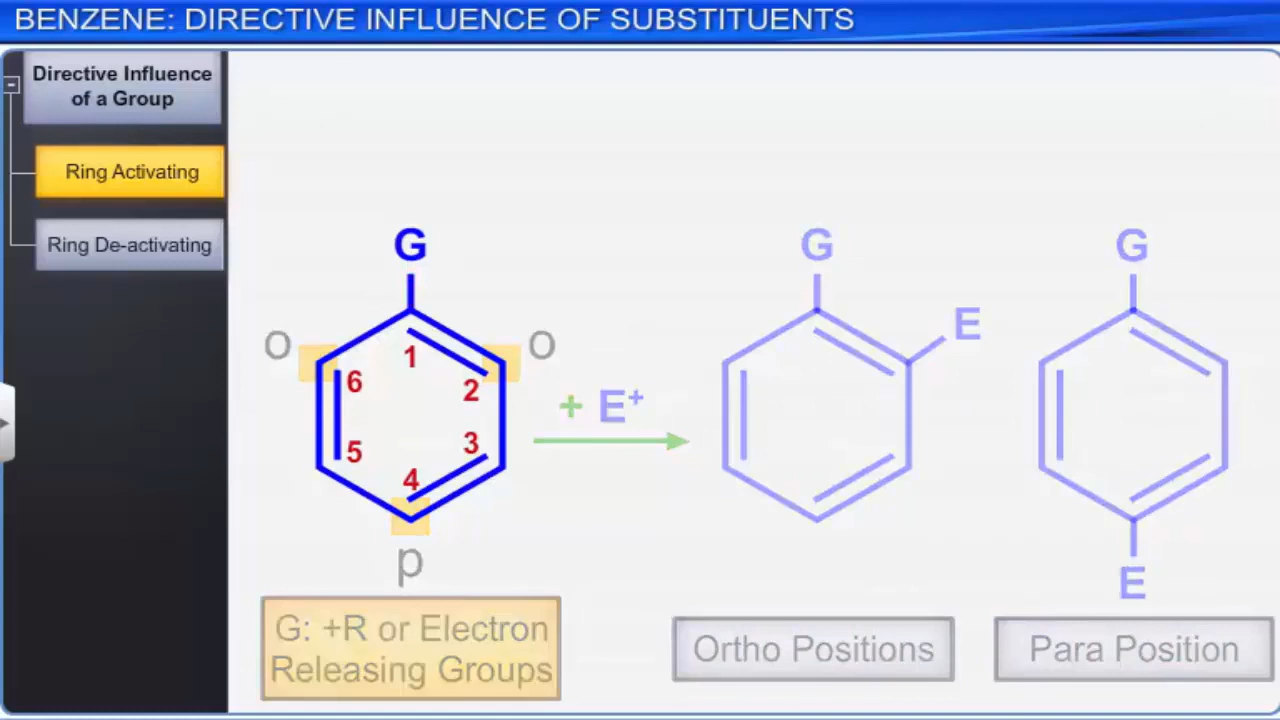 BENZENE: DIRECTIVE INFLUENCE OF SUBSTITUENTS
Directive Influence
of a Group
Ring Activating
Ring De-activating
G
O
O
1
6
2
5
3
4
p
+ E⁺
G
E
G
E
G: +R or Electron
Releasing Groups
Ortho Positions
Para Position